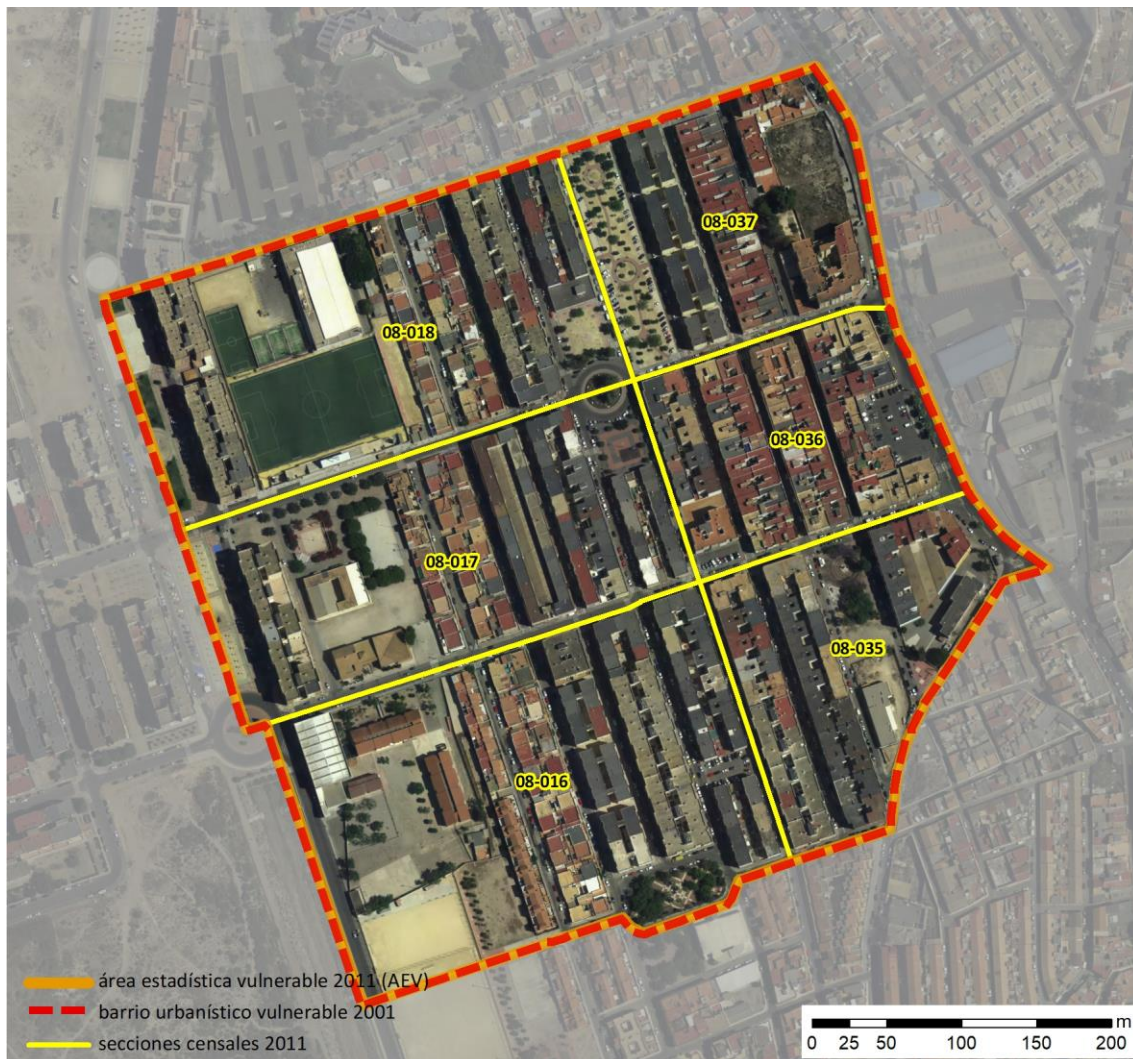 08-037
08-018
08-036
08-017
08-035
08-016
área estadística vulnerable 2011 (AEV)
barrio urbanístico vulnerable 2001
secciones censales 2011
m
0 25 50 100 150 200